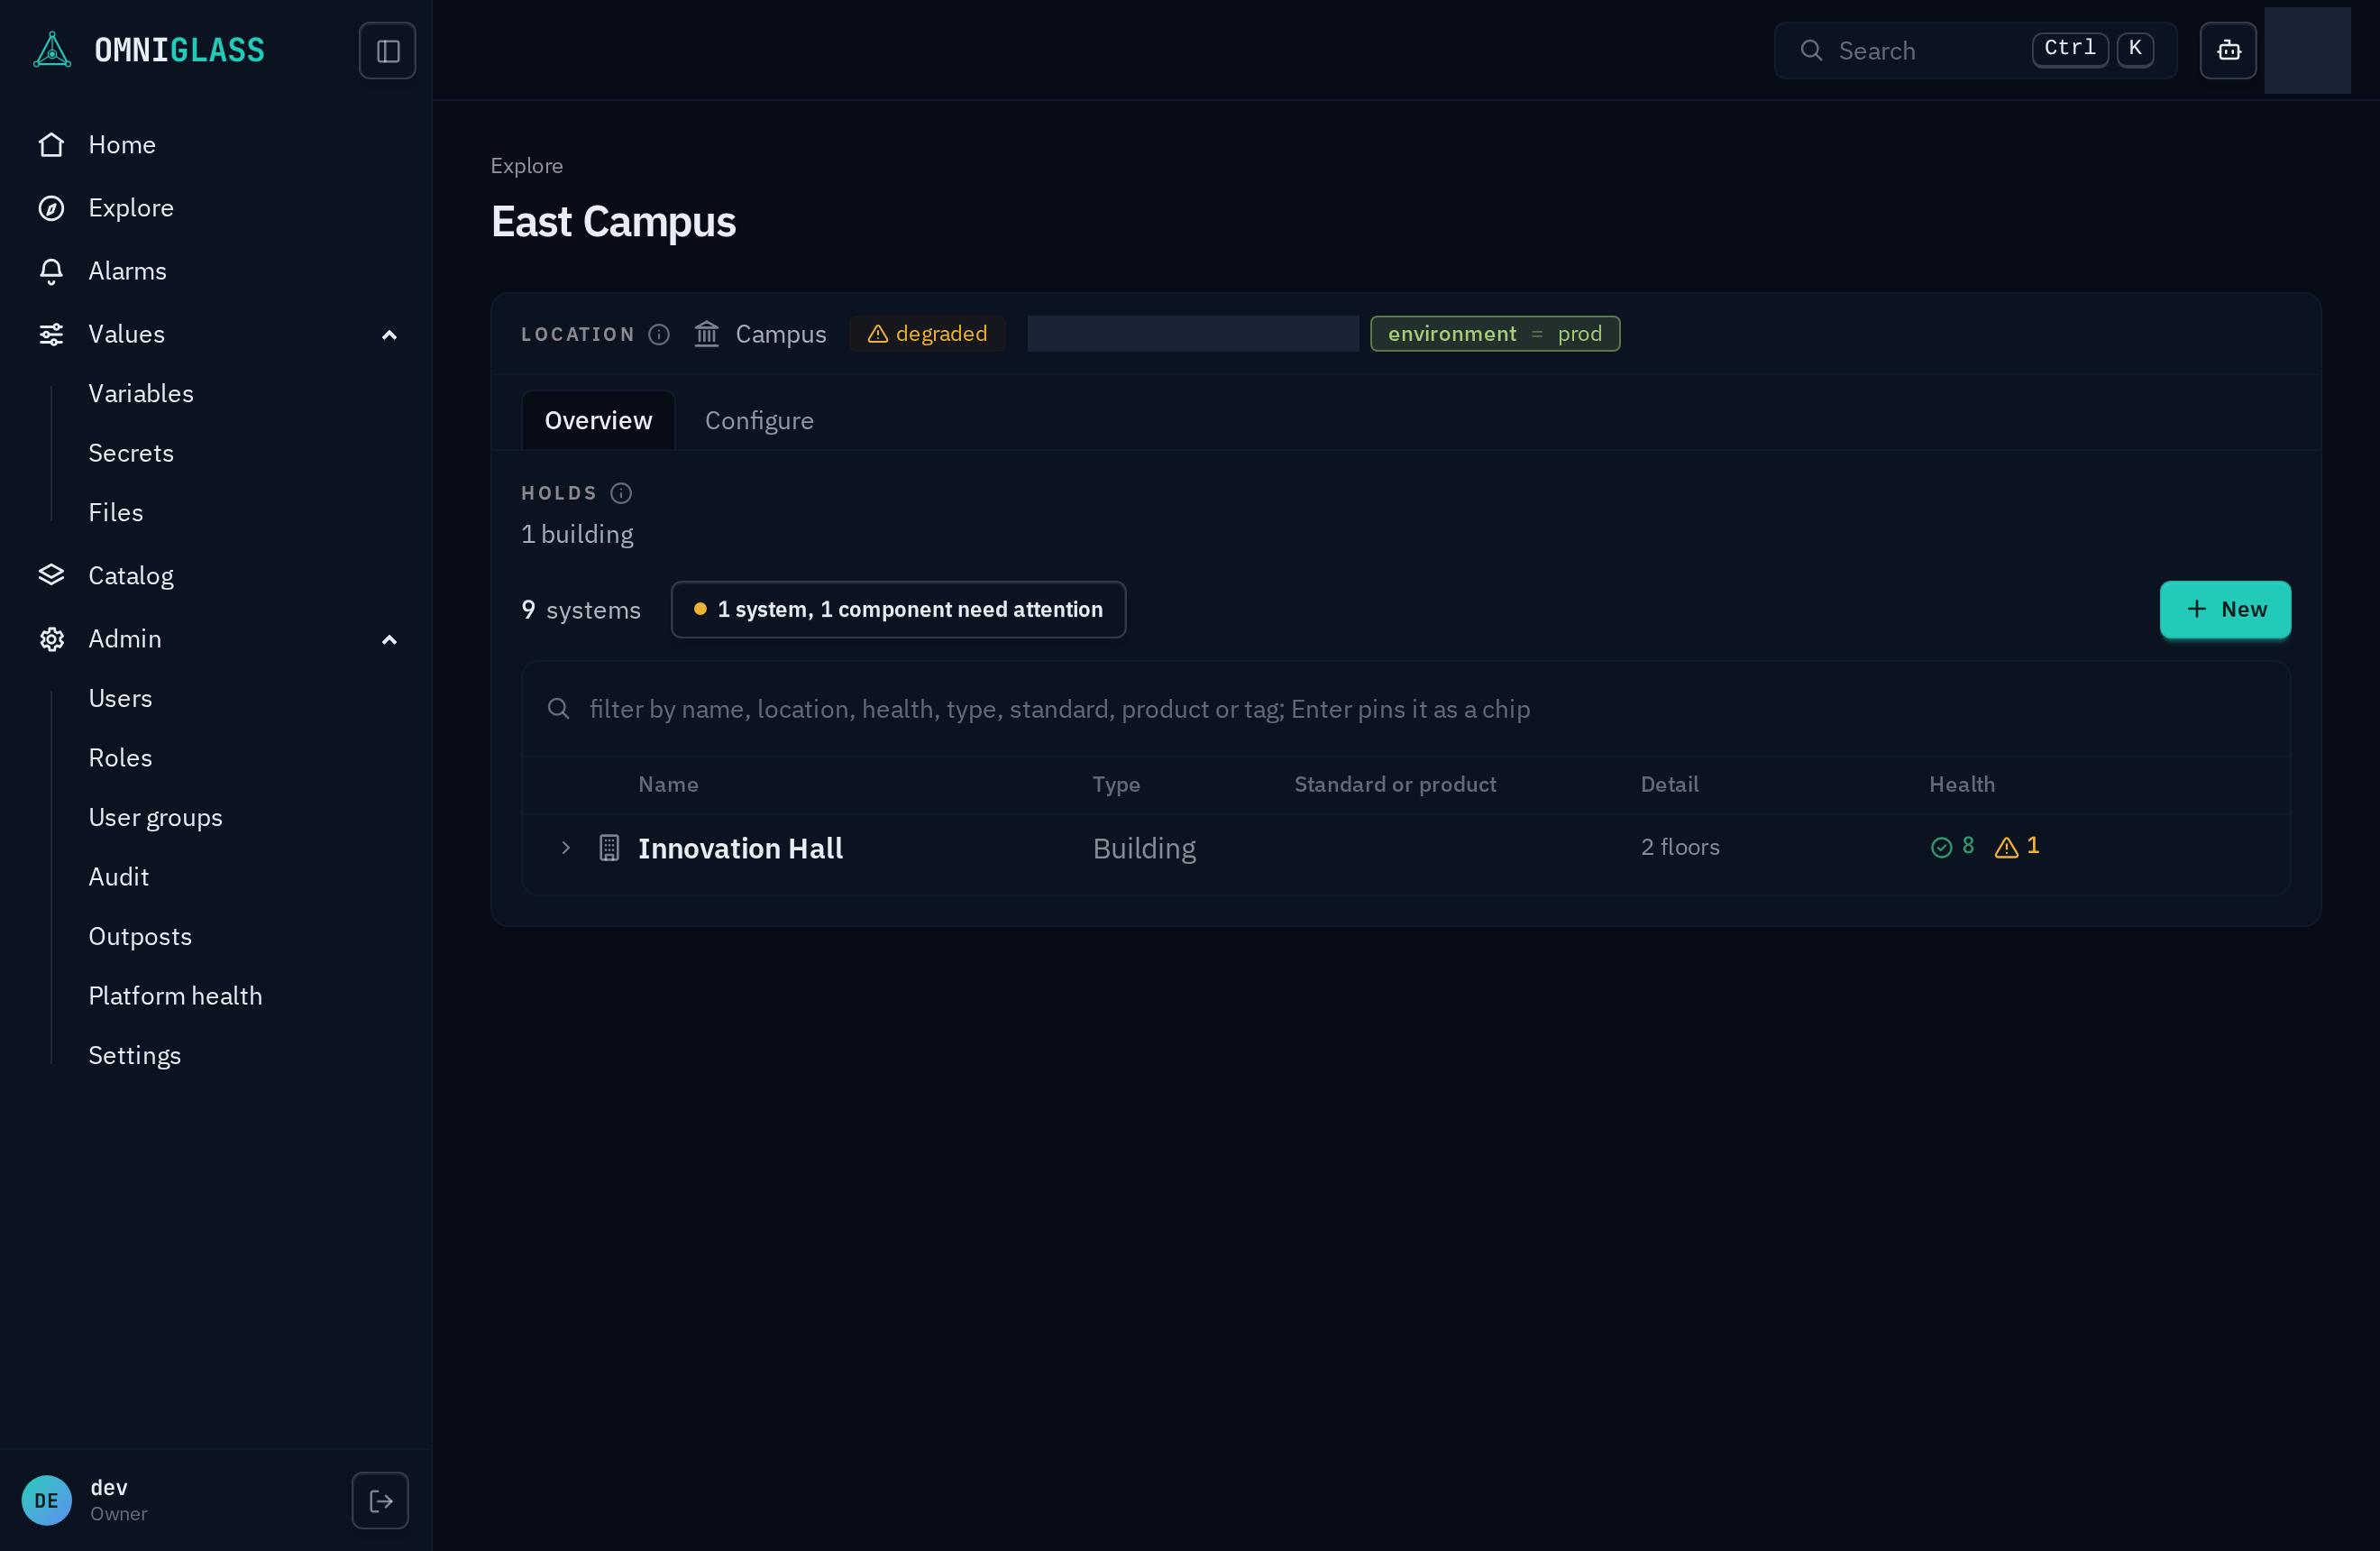 OMNIGLASS
Search Ctrl K
Home
Explore
Alarms
Values
Variables
Secrets
Files
Catalog
Admin
Users
Roles
User groups
Audit
Outposts
Platform health
Settings
DE dev
Owner
Explore
East Campus
LOCATION Campus degraded environment = prod
Overview Configure
HOLDS
1 building
9 systems 1 system, 1 component need attention New
filter by name, location, health, type, standard, product or tag; Enter pins it as a chip
Name Type Standard or product Detail Health
Innovation Hall Building 2 floors 8 1